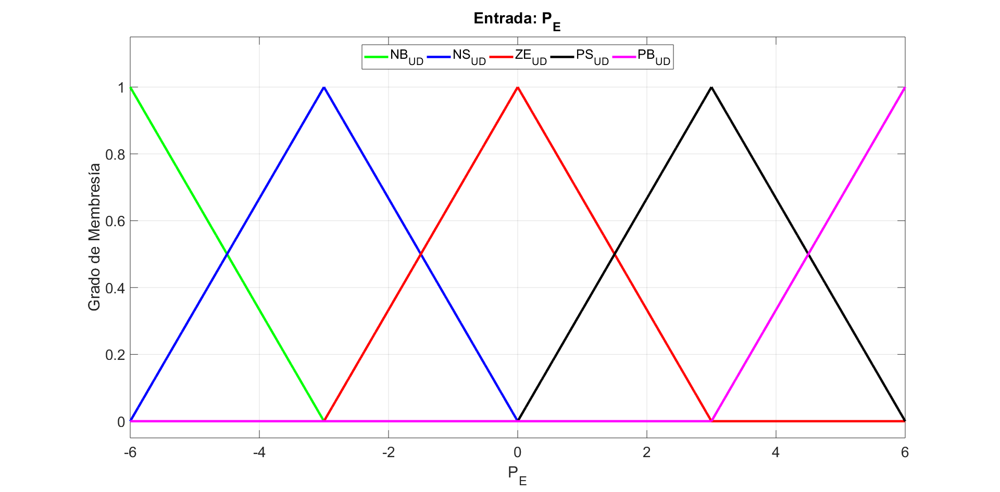 Entrada: P_E
NB_UD NS_UD ZE_UD PS_UD PB_UD
Grado de Membresía
1
0.8
0.6
0.4
0.2
0
-6 -4 -2 0 2 4 6
P_E